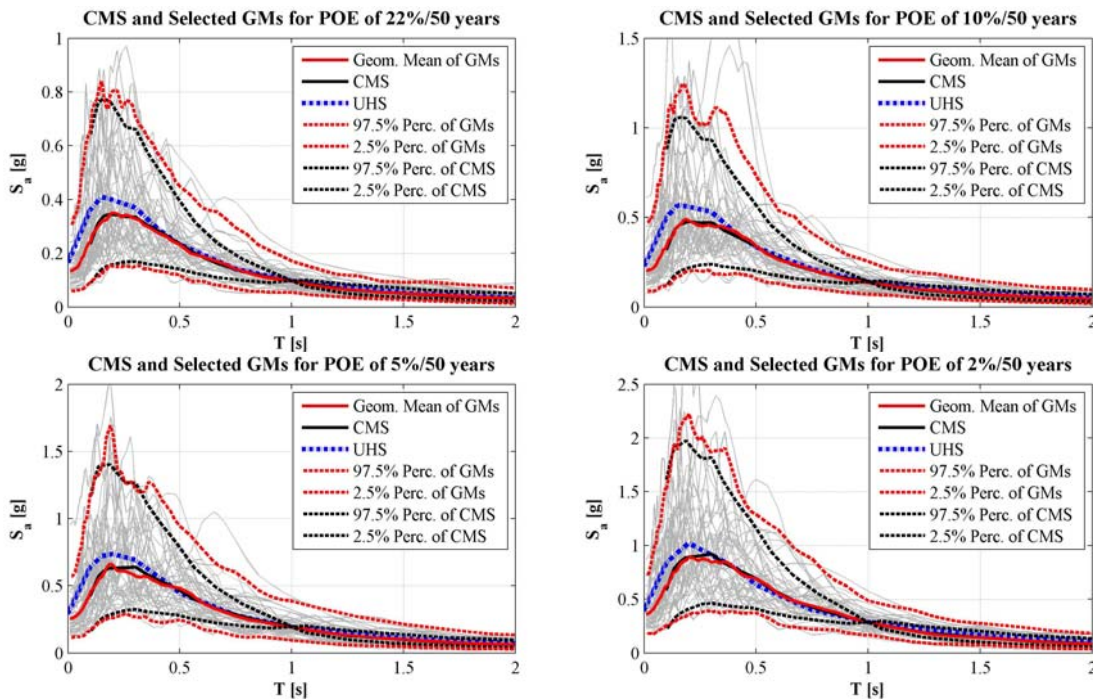 CMS and Selected GMs for POE of 22%/50 years
1
0.8
0.6
0.4
0.2
0
S_a [g]
0
0.5
1
1.5
2
T [s]
Geom. Mean of GMs
CMS
UHS
97.5% Perc. of GMs
2.5% Perc. of GMs
97.5% Perc. of CMS
2.5% Perc. of CMS
CMS and Selected GMs for POE of 10%/50 years
1.5
1
0.5
0
S_a [g]
0
0.5
1
1.5
2
T [s]
Geom. Mean of GMs
CMS
UHS
97.5% Perc. of GMs
2.5% Perc. of GMs
97.5% Perc. of CMS
2.5% Perc. of CMS
CMS and Selected GMs for POE of 5%/50 years
2
1.5
1
0.5
0
S_a [g]
0
0.5
1
1.5
2
T [s]
Geom. Mean of GMs
CMS
UHS
97.5% Perc. of GMs
2.5% Perc. of GMs
97.5% Perc. of CMS
2.5% Perc. of CMS
CMS and Selected GMs for POE of 2%/50 years
2.5
2
1.5
1
0.5
0
S_a [g]
0
0.5
1
1.5
2
T [s]
Geom. Mean of GMs
CMS
UHS
97.5% Perc. of GMs
2.5% Perc. of GMs
97.5% Perc. of CMS
2.5% Perc. of CMS